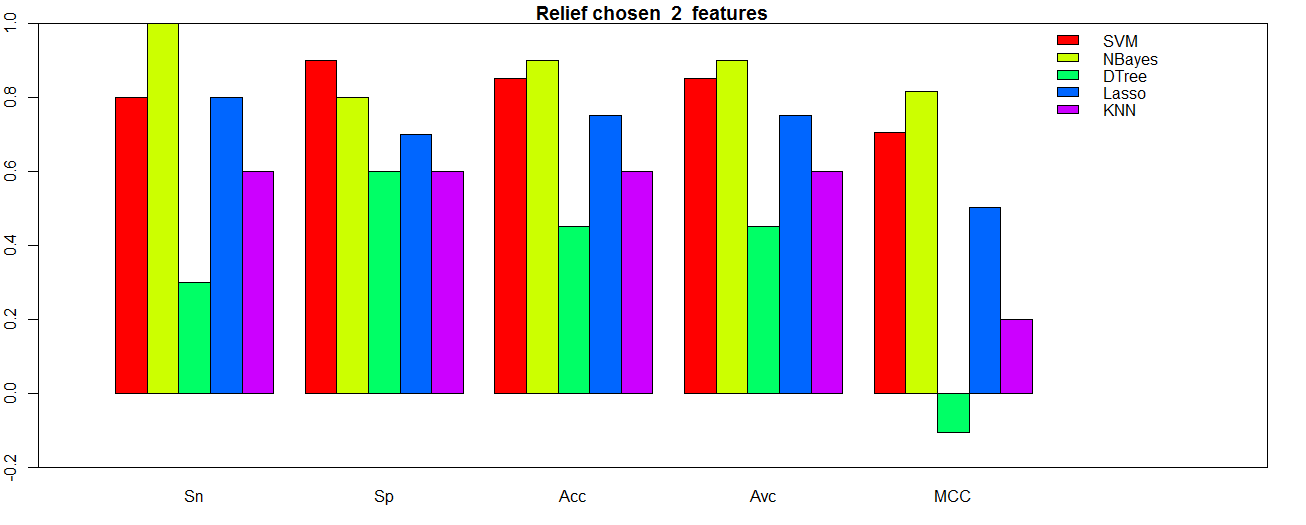 Relief chosen 2 features
1.0
0.8
0.6
0.4
0.2
0.0
-0.2
SVM
NBayes
DTree
Lasso
KNN
Sn Sp Acc Avc MCC